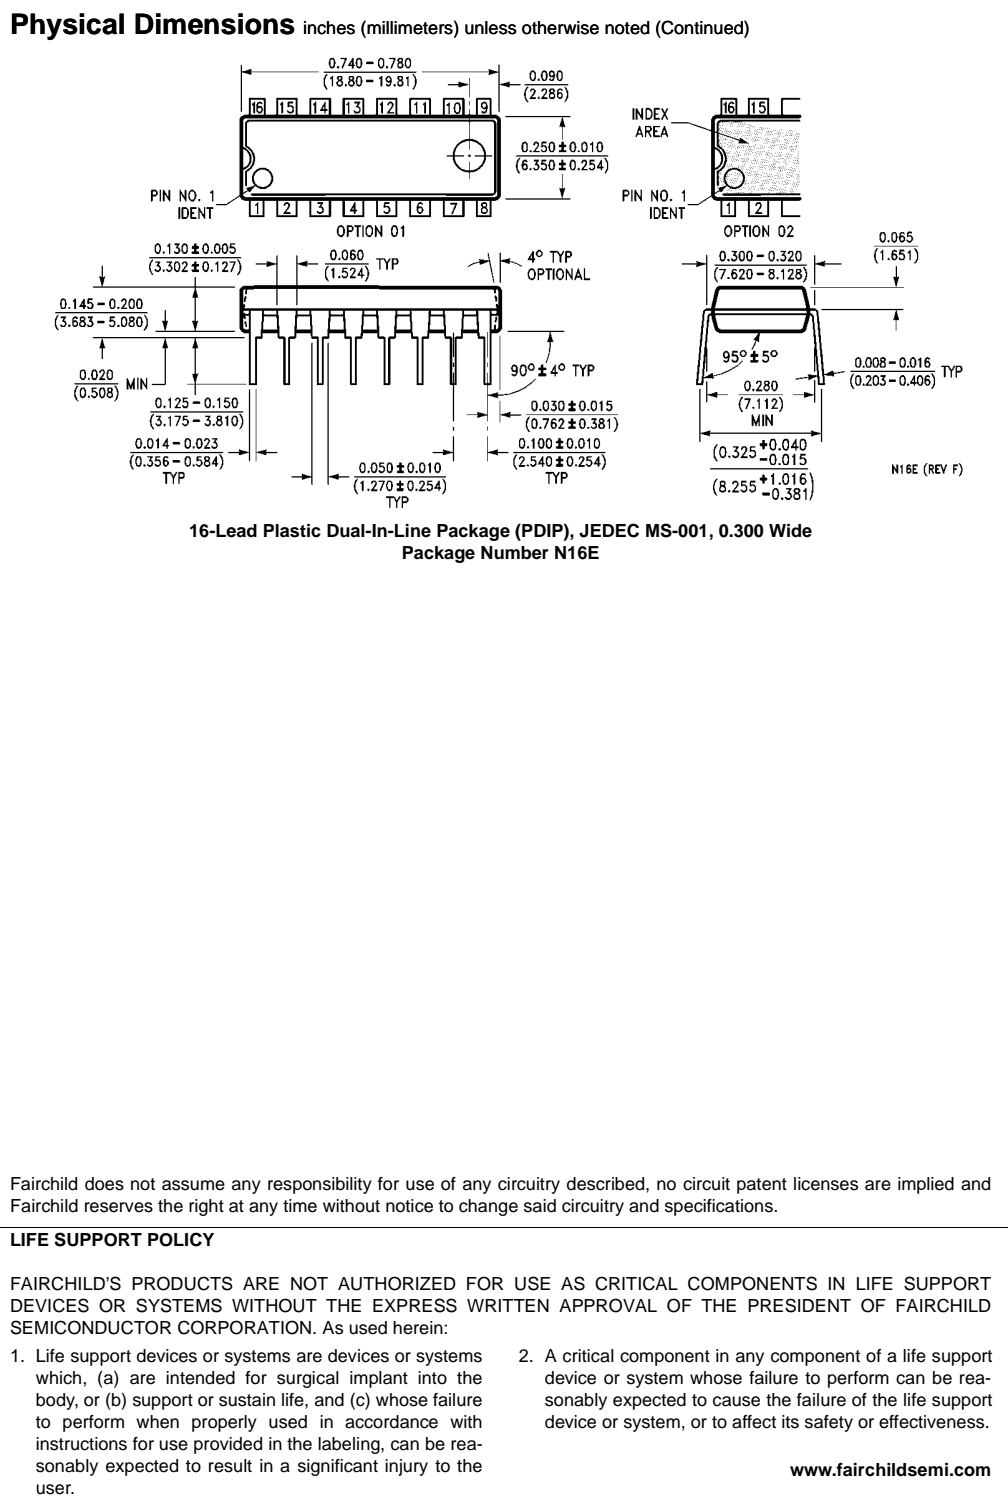 Physical Dimensions inches (millimeters) unless otherwise noted (Continued)
0.740 – 0.780
(18.80 – 19.81)
0.090
(2.286)
16 15 14 13 12 11 10 9
0.250 ± 0.010
(6.350 ± 0.254)
PIN NO. 1
IDENT
1 2 3 4 5 6 7 8
OPTION 01
16 15
INDEX
AREA
PIN NO. 1
IDENT
1 2
OPTION 02
0.130 ± 0.005
(3.302 ± 0.127)
0.060
(1.524)
TYP
4° TYP
OPTIONAL
0.300 – 0.320
(7.620 – 8.128)
0.065
(1.651)
0.145 – 0.200
(3.683 – 5.080)
0.020
(0.508)
MIN
90° ± 4° TYP
95° ± 5°
0.008 – 0.016
(0.203 – 0.406)
TYP
0.125 – 0.150
(3.175 – 3.810)
0.030 ± 0.015
(0.762 ± 0.381)
0.280
(7.112)
MIN
0.014 – 0.023
(0.356 – 0.584)
TYP
0.050 ± 0.010
(1.270 ± 0.254)
TYP
0.100 ± 0.010
(2.540 ± 0.254)
TYP
(0.325 +0.040
–0.015
(8.255 +1.016
–0.381)
N16E (REV F)
16-Lead Plastic Dual-In-Line Package (PDIP), JEDEC MS-001, 0.300 Wide
Package Number N16E
Fairchild does not assume any responsibility for use of any circuitry described, no circuit patent licenses are implied and
Fairchild reserves the right at any time without notice to change said circuitry and specifications.
LIFE SUPPORT POLICY
FAIRCHILD'S PRODUCTS ARE NOT AUTHORIZED FOR USE AS CRITICAL COMPONENTS IN LIFE SUPPORT
DEVICES OR SYSTEMS WITHOUT THE EXPRESS WRITTEN APPROVAL OF THE PRESIDENT OF FAIRCHILD
SEMICONDUCTOR CORPORATION. As used herein:
1. Life support devices or systems are devices or systems
which, (a) are intended for surgical implant into the
body, or (b) support or sustain life, and (c) whose failure
to perform when properly used in accordance with
instructions for use provided in the labeling, can be rea-
sonably expected to result in a significant injury to the
user.
2. A critical component in any component of a life support
device or system whose failure to perform can be rea-
sonably expected to cause the failure of the life support
device or system, or to affect its safety or effectiveness.
www.fairchildsemi.com